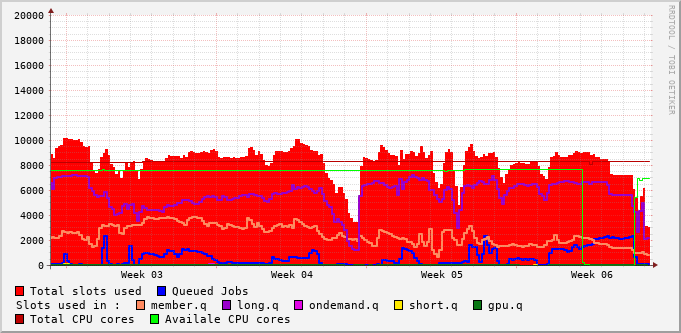 20000
18000
16000
14000
12000
10000
8000
6000
4000
2000
0
Week 03 Week 04 Week 05 Week 06
RRDTOOL / TOBI OETIKER
Total slots used Queued Jobs
Slots used in : member.q long.q ondemand.q short.q gpu.q
Total CPU cores Availale CPU cores